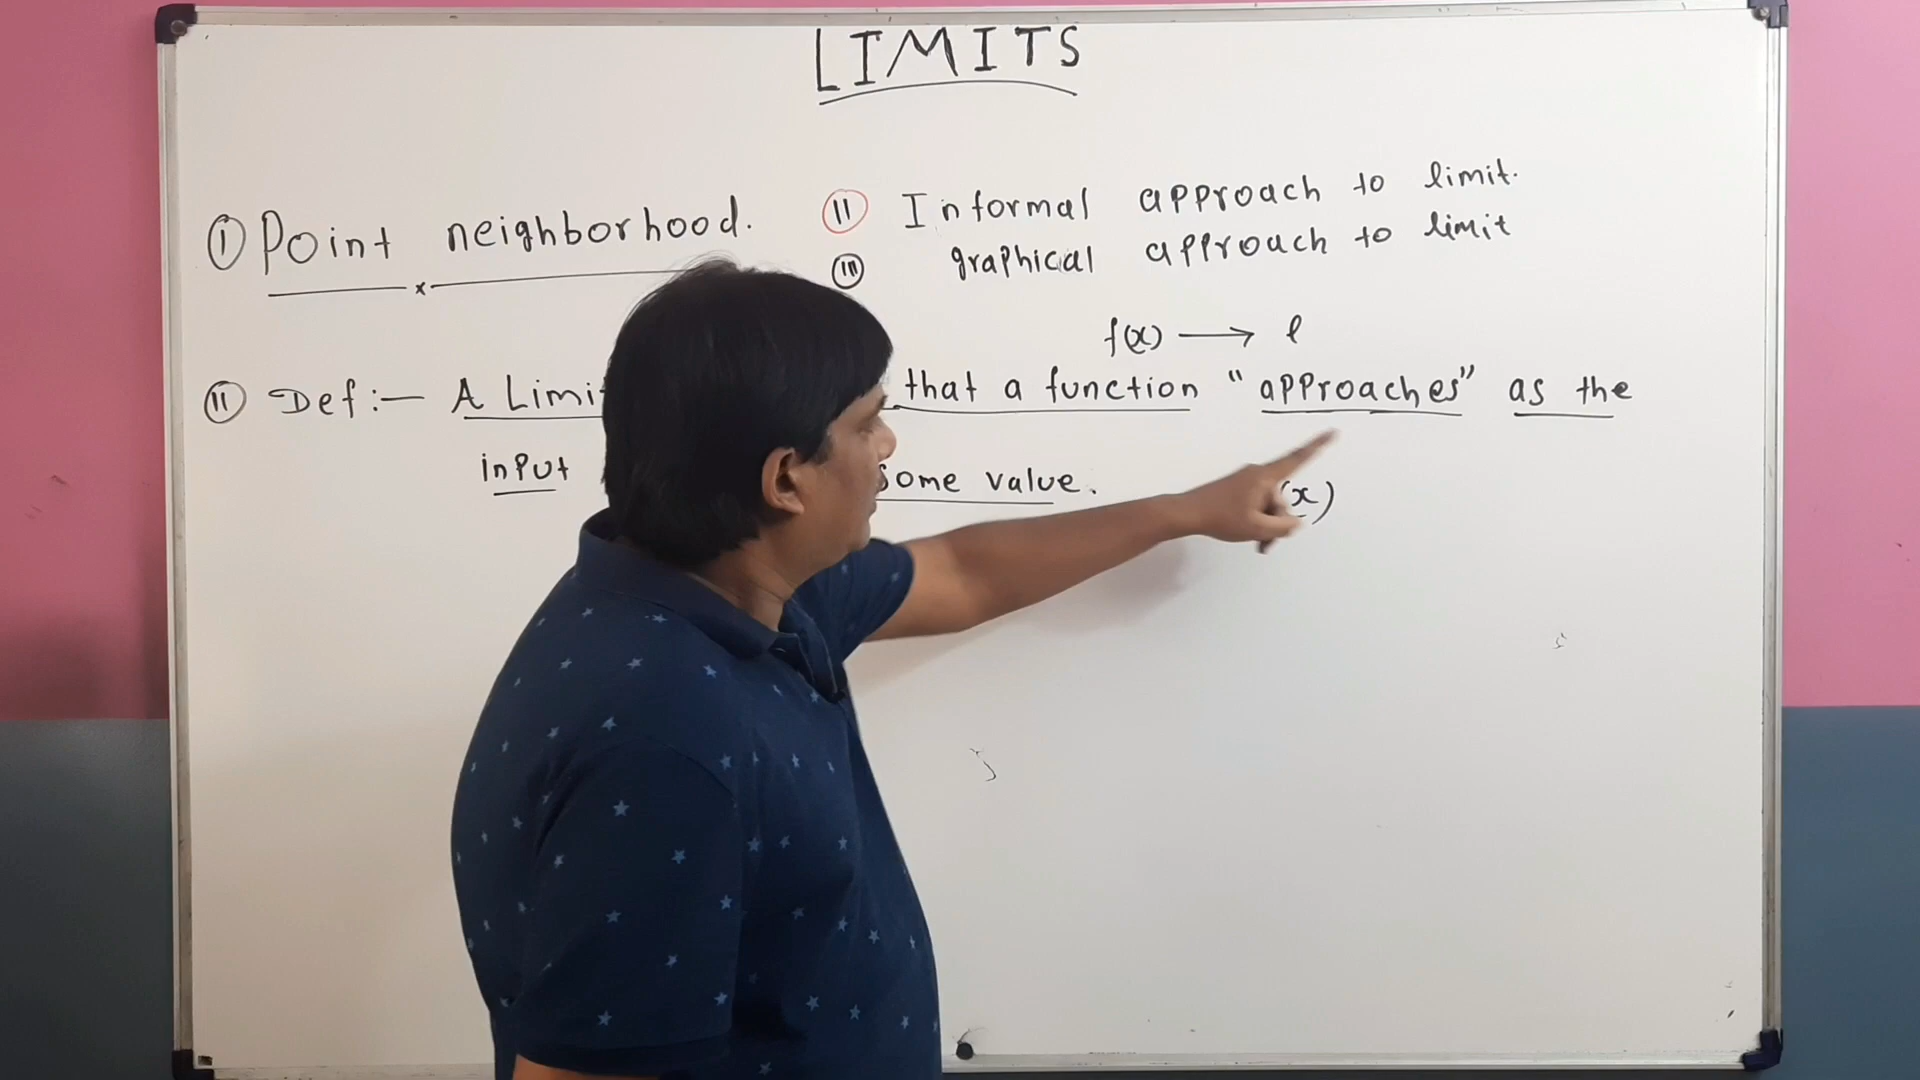 LIMITS
① Point neighborhood.
⑪ Informal approach to limit.
⑪⑪ graphical approach to limit
f(x) ⟶ l
⑪ Def:— A Limi that a function "approaches" as the
input some value.
(x)